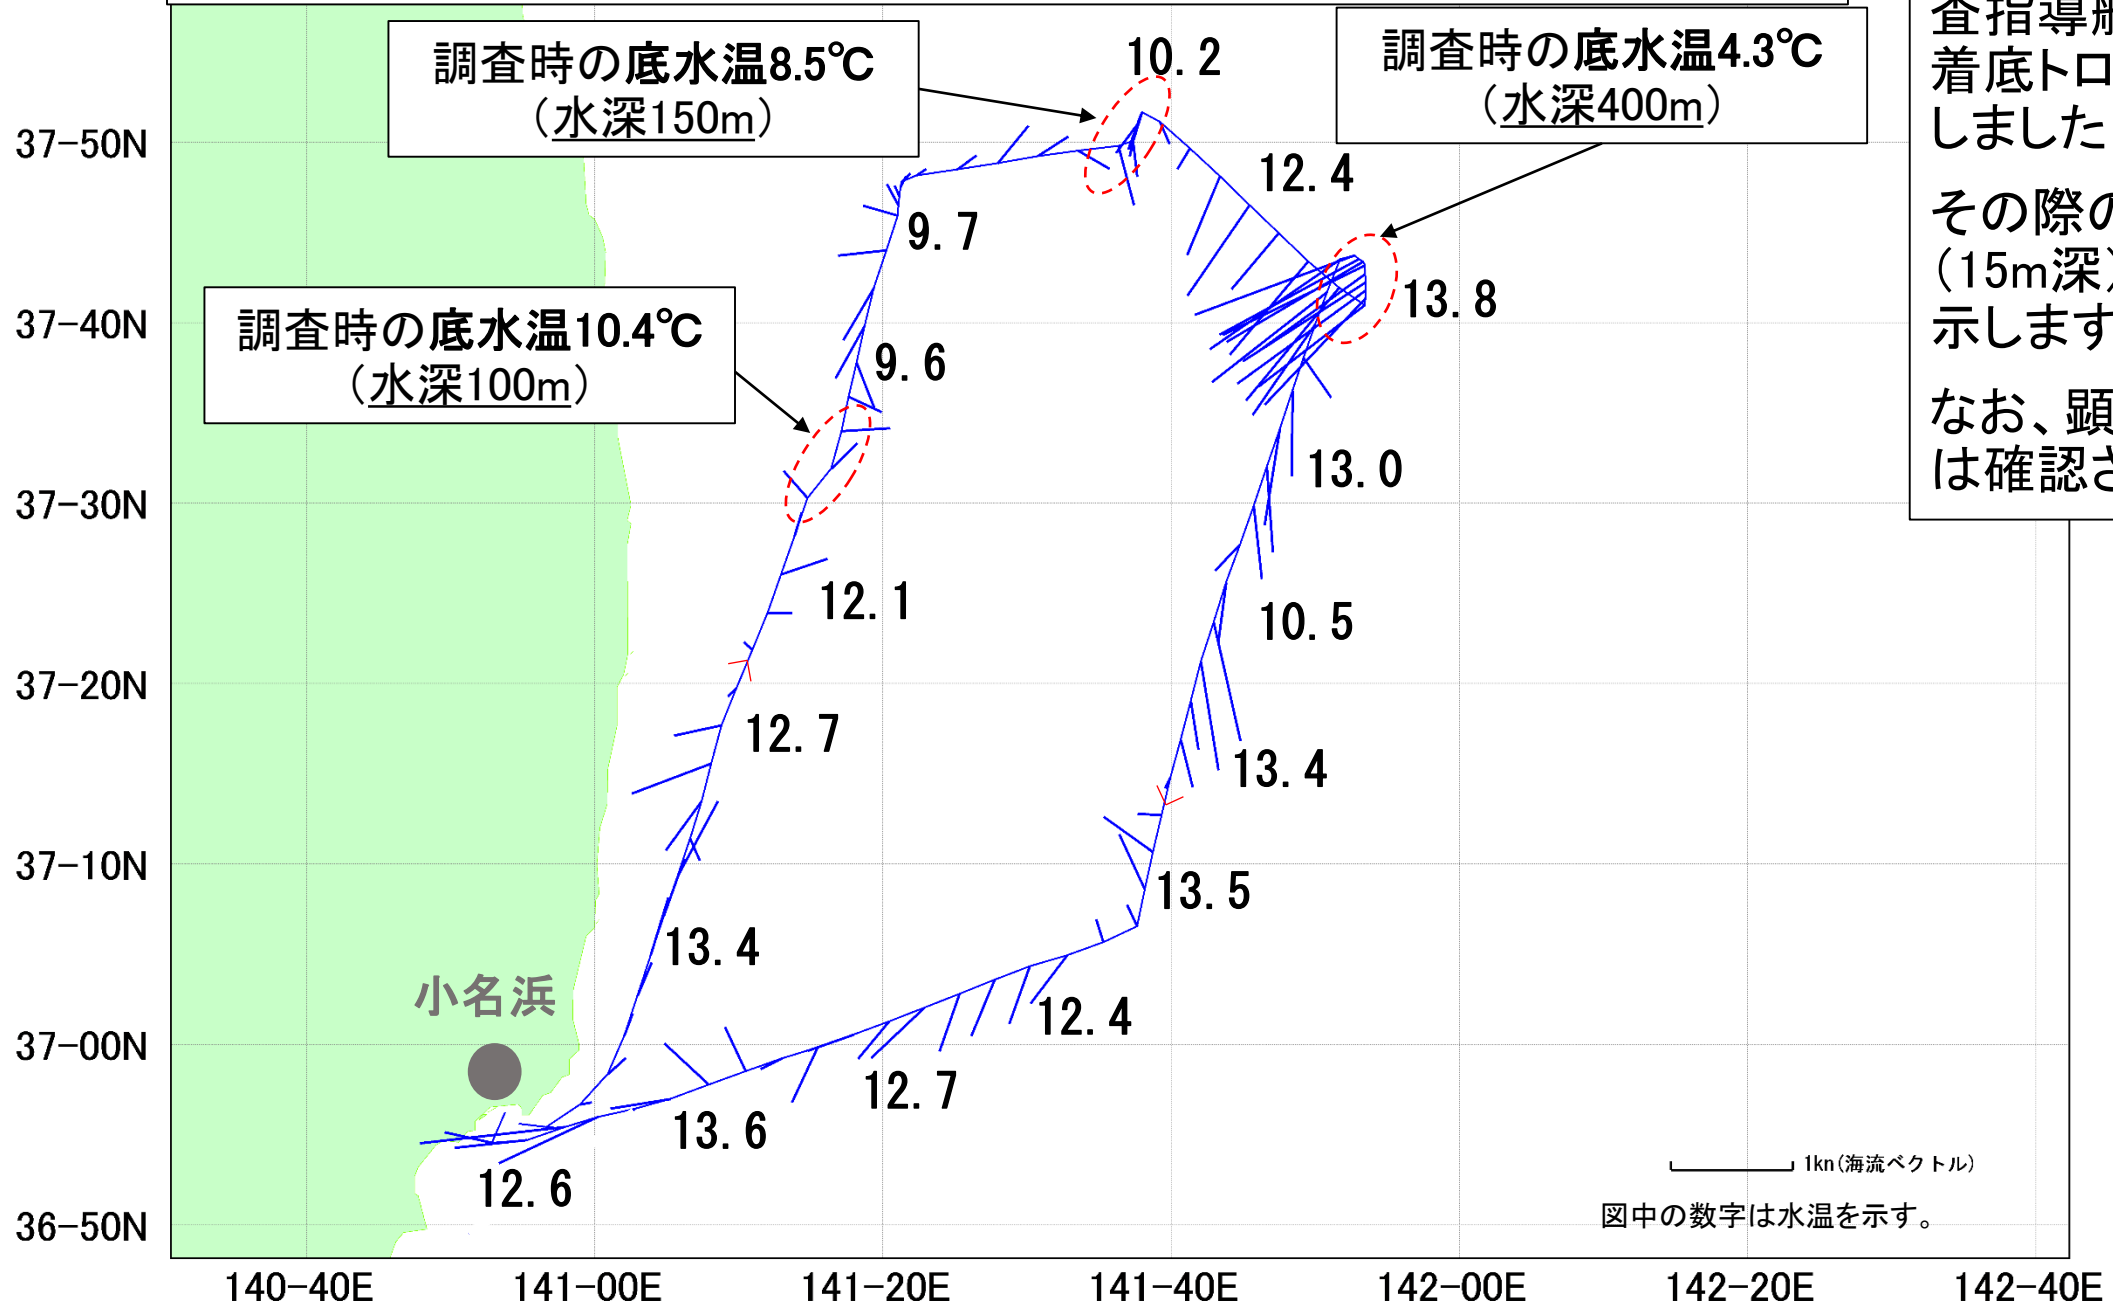 調査時の底水温8.5℃
（水深150m）
10.2
調査時の底水温4.3℃
（水深400m）
着底トロ
しました
その際の
（15m深）
示します
なお、顕
は確認さ
37-50N
12.4
9.7
37-40N
13.8
調査時の底水温10.4℃
（水深100m）
9.6
13.0
37-30N
12.1
10.5
37-20N
12.7
13.4
37-10N
13.5
13.4
小名浜
12.4
37-00N
12.7
13.6
12.6
1kn(海流ベクトル)
図中の数字は水温を示す。
36-50N
140-40E
141-00E
141-20E
141-40E
142-00E
142-20E
142-40E